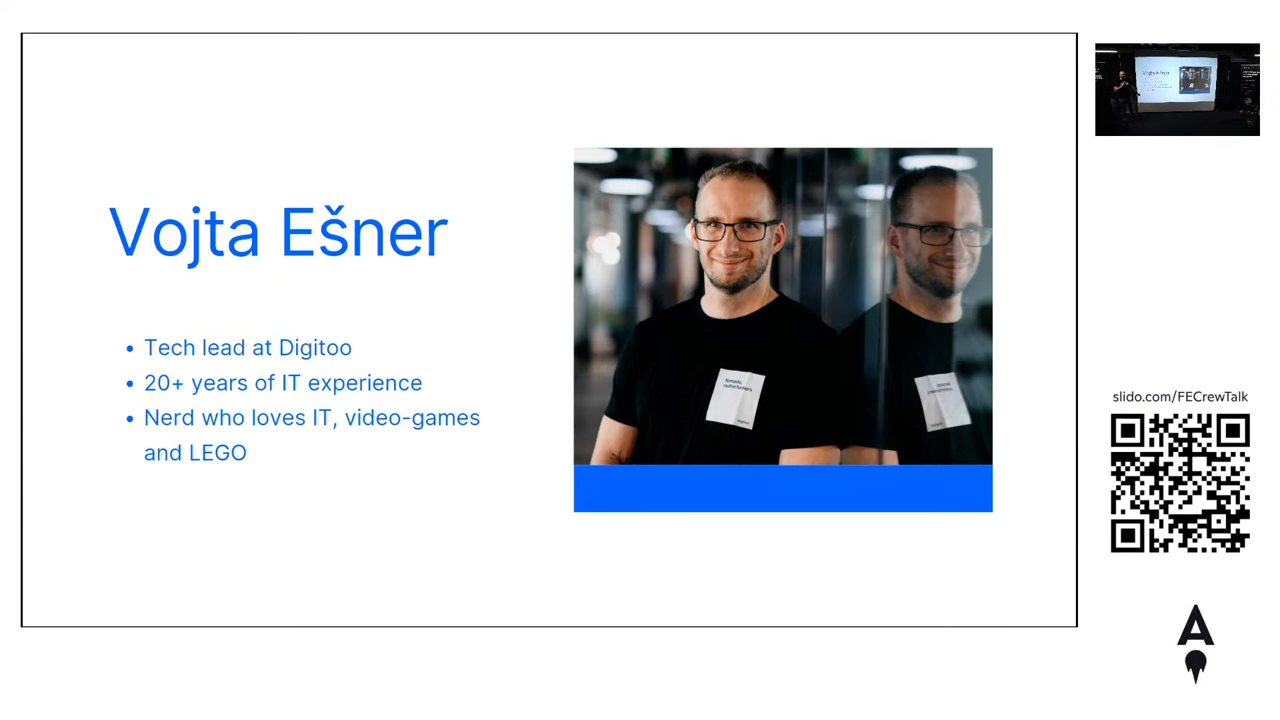 Vojta Ešner
• Tech lead at Digitoo
• 20+ years of IT experience
• Nerd who loves IT, video-games
and LEGO
slido.com/FECrewTalk